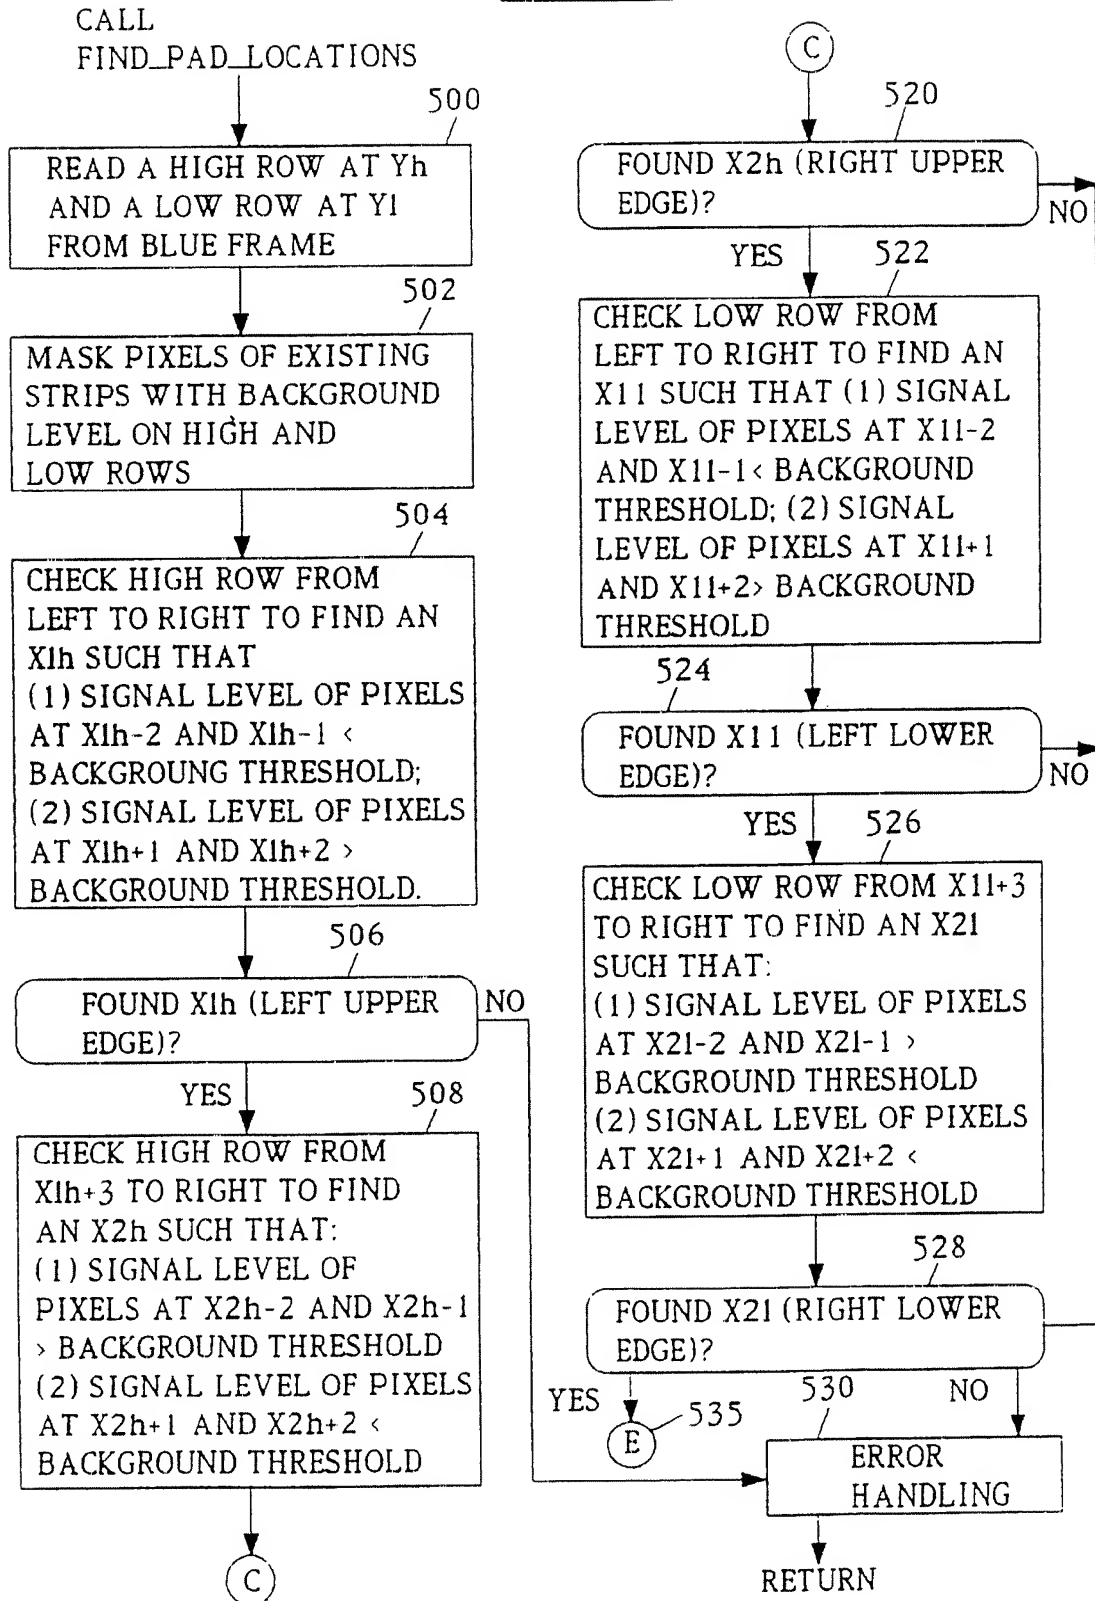 CALL
FIND_PAD_LOCATIONS
500
READ A HIGH ROW AT Yh
AND A LOW ROW AT Yl
FROM BLUE FRAME
502
MASK PIXELS OF EXISTING
STRIPS WITH BACKGROUND
LEVEL ON HIGH AND
LOW ROWS
504
CHECK HIGH ROW FROM
LEFT TO RIGHT TO FIND AN
X1h SUCH THAT
(1) SIGNAL LEVEL OF PIXELS
AT X1h-2 AND X1h-1 <
BACKGROUNG THRESHOLD;
(2) SIGNAL LEVEL OF PIXELS
AT X1h+1 AND X1h+2 >
BACKGROUND THRESHOLD.
506
FOUND X1h (LEFT UPPER
EDGE)?
NO
YES
508
CHECK HIGH ROW FROM
X1h+3 TO RIGHT TO FIND
AN X2h SUCH THAT:
(1) SIGNAL LEVEL OF
PIXELS AT X2h-2 AND X2h-1
> BACKGROUND THRESHOLD
(2) SIGNAL LEVEL OF PIXELS
AT X2h+1 AND X2h+2 <
BACKGROUND THRESHOLD
C
C
520
FOUND X2h (RIGHT UPPER
EDGE)?
NO
YES
522
CHECK LOW ROW FROM
LEFT TO RIGHT TO FIND AN
X1l SUCH THAT (1) SIGNAL
LEVEL OF PIXELS AT X1l-2
AND X1l-1< BACKGROUND
THRESHOLD; (2) SIGNAL
LEVEL OF PIXELS AT X1l+1
AND X1l+2> BACKGROUND
THRESHOLD
524
FOUND X1l (LEFT LOWER
EDGE)?
NO
YES
526
CHECK LOW ROW FROM X1l+3
TO RIGHT TO FIND AN X2l
SUCH THAT:
(1) SIGNAL LEVEL OF PIXELS
AT X2l-2 AND X2l-1 >
BACKGROUND THRESHOLD
(2) SIGNAL LEVEL OF PIXELS
AT X2l+1 AND X2l+2 <
BACKGROUND THRESHOLD
528
FOUND X2l (RIGHT LOWER
EDGE)?
YES
530
NO
E
535
ERROR
HANDLING
RETURN